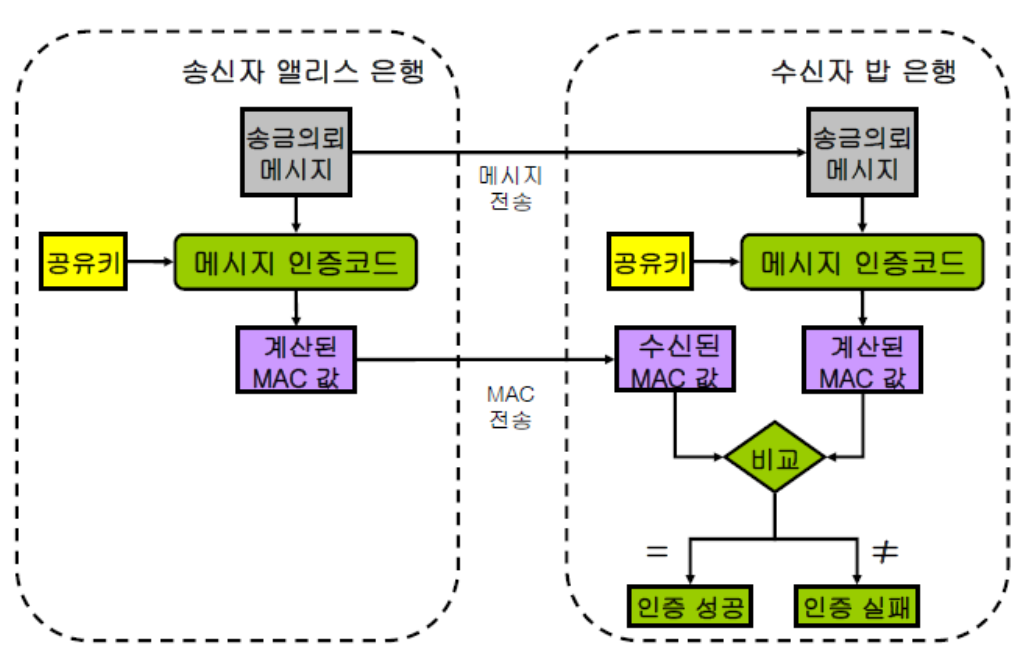 송신자 앨리스 은행
수신자 밥 은행
송금의뢰
메시지
메시지
전송
송금의뢰
메시지
공유키
메시지 인증코드
공유키
메시지 인증코드
계산된
MAC 값
MAC
전송
수신된
MAC 값
계산된
MAC 값
비교
=
≠
인증 성공
인증 실패